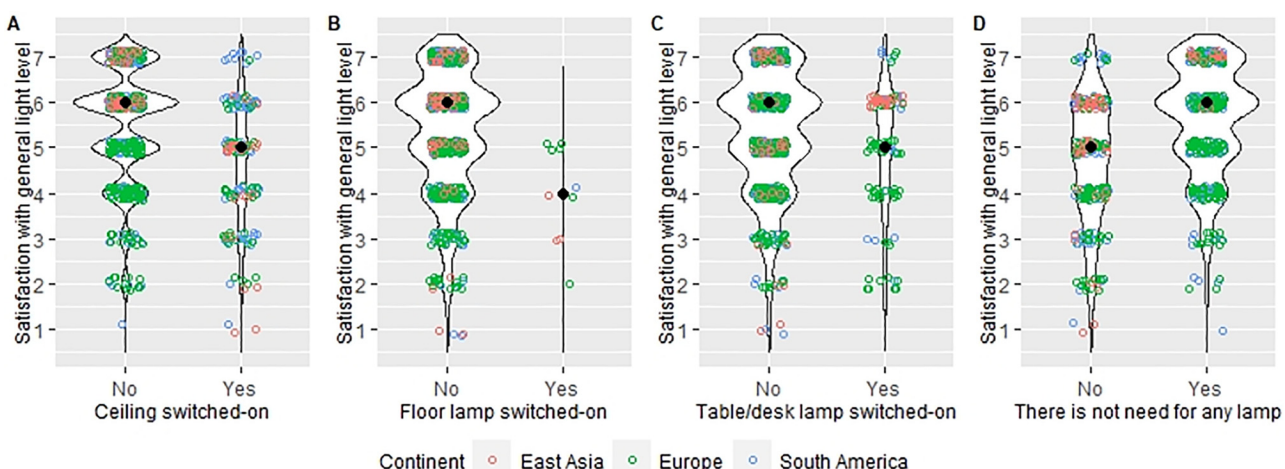 A B C D
Satisfaction with general light level
7
6
5
4
3
2
1
No Yes
Ceiling switched-on
Satisfaction with general light level
7
6
5
4
3
2
1
No Yes
Floor lamp switched-on
Satisfaction with general light level
7
6
5
4
3
2
1
No Yes
Table/desk lamp switched-on
Satisfaction with general light level
7
6
5
4
3
2
1
No Yes
There is not need for any lamp
Continent East Asia Europe South America